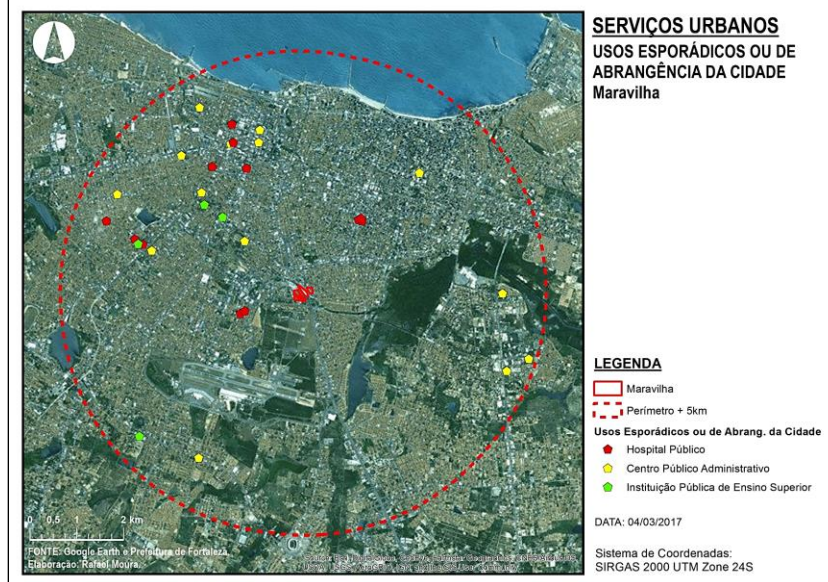 SERVIÇOS URBANOS
USOS ESPORÁDICOS OU DE
ABRANGÊNCIA DA CIDADE
Maravilha
LEGENDA
Maravilha
Perímetro + 5km
Usos Esporádicos ou de Abrang. da Cidade
Hospital Público
Centro Público Administrativo
Instituição Pública de Ensino Superior
DATA: 04/03/2017
Sistema de Coordenadas:
SIRGAS 2000 UTM Zone 24S
0 0.5 1 2 km
FONTE: Google Earth e Prefeitura de Fortaleza.
Elaboração: Rafael Moura.